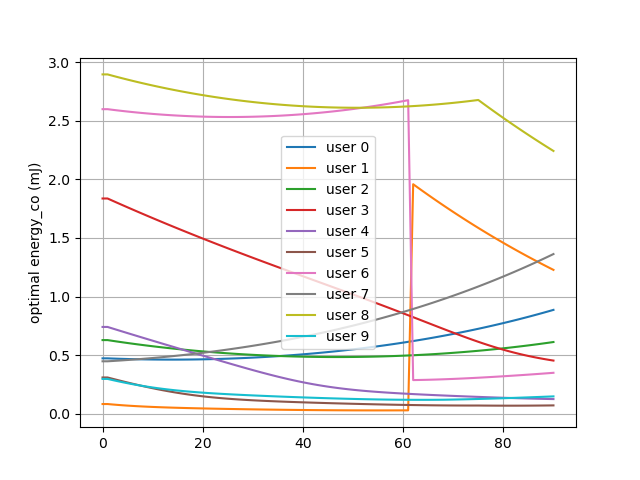 3.0
2.5
2.0
1.5
1.0
0.5
0.0
optimal energy_co (mJ)
user 0
user 1
user 2
user 3
user 4
user 5
user 6
user 7
user 8
user 9
0 20 40 60 80